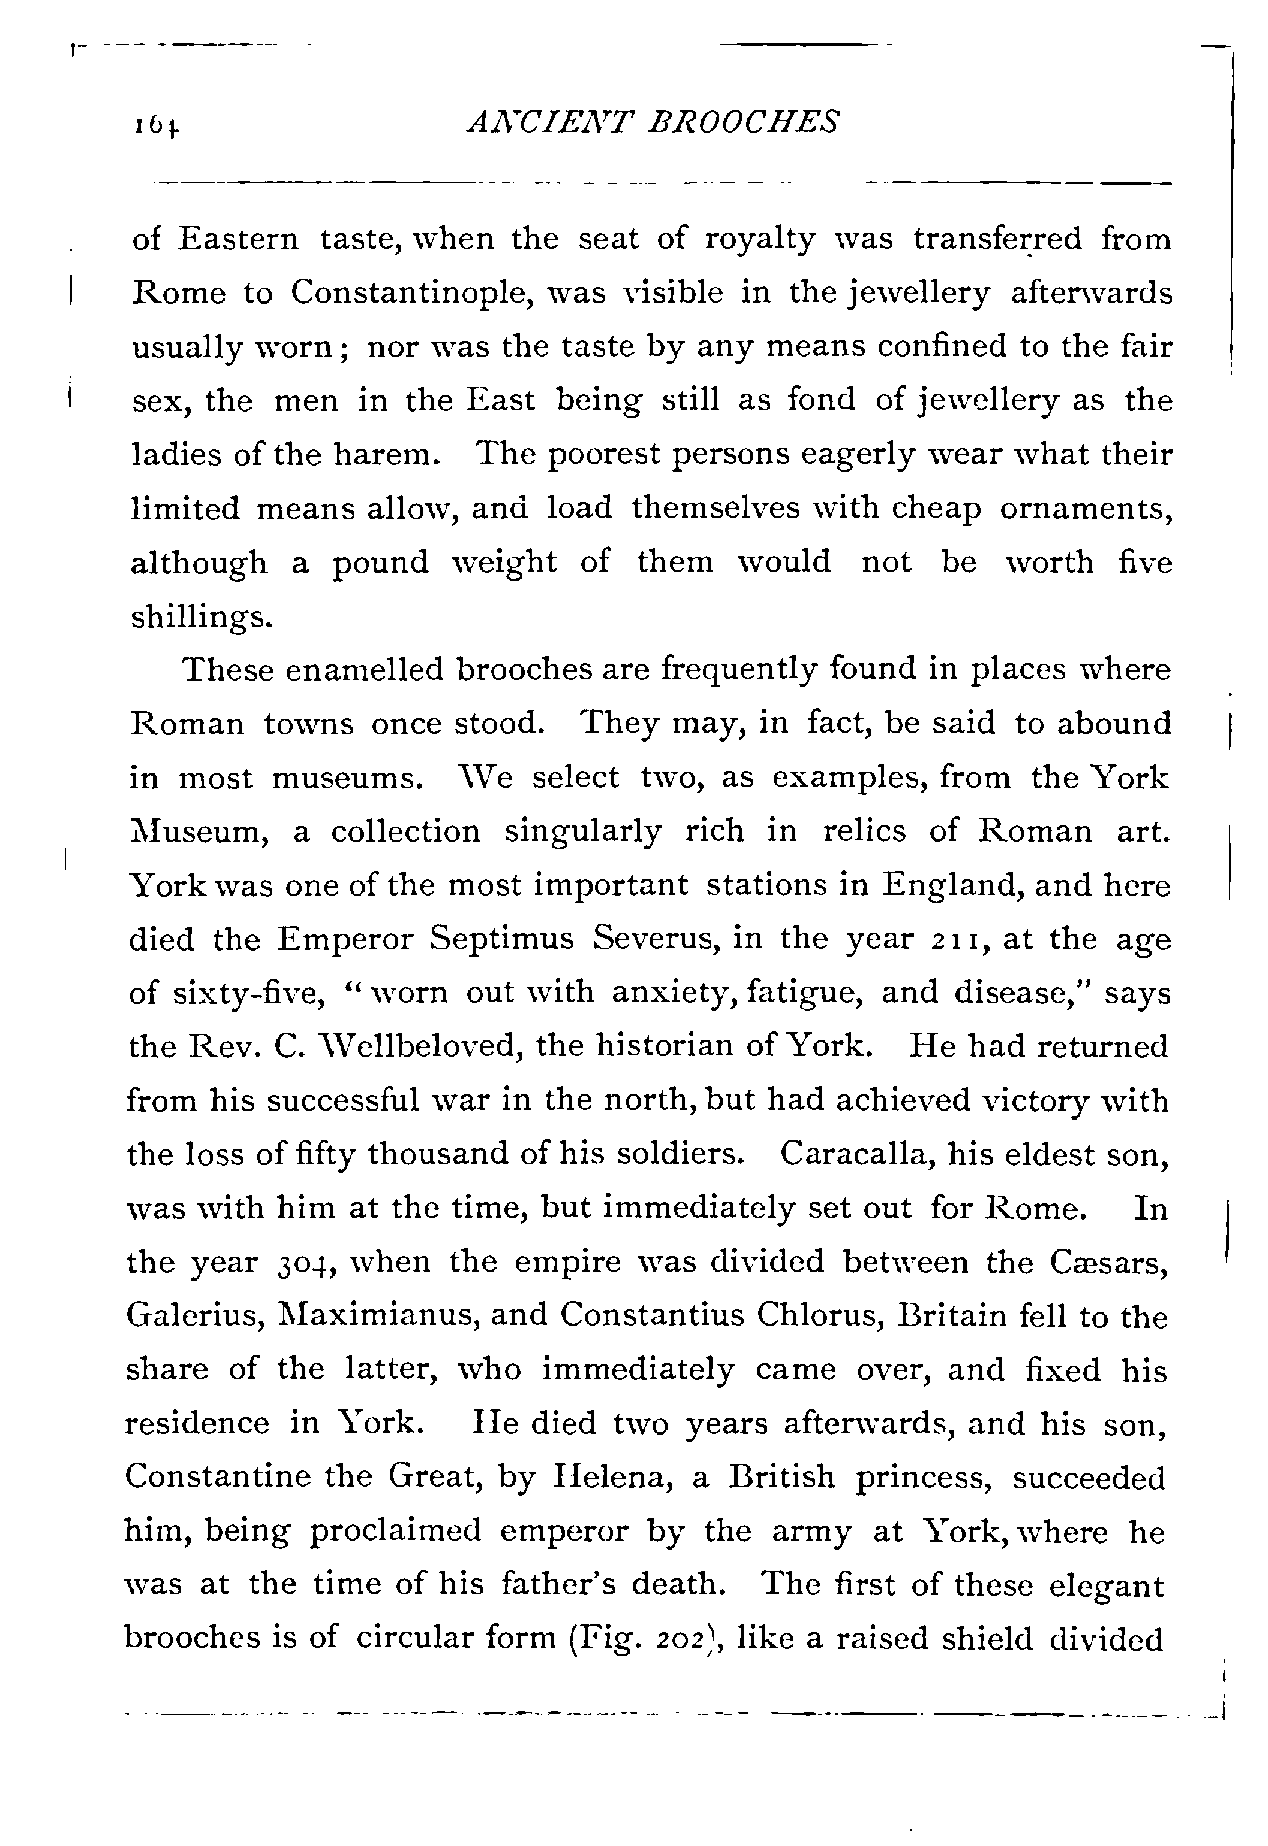 164 ANCIENT BROOCHES
of Eastern taste, when the seat of royalty was transferred from
Rome to Constantinople, was visible in the jewellery afterwards
usually worn; nor was the taste by any means confined to the fair
sex, the men in the East being still as fond of jewellery as the
ladies of the harem. The poorest persons eagerly wear what their
limited means allow, and load themselves with cheap ornaments,
although a pound weight of them would not be worth five
shillings.
These enamelled brooches are frequently found in places where
Roman towns once stood. They may, in fact, be said to abound
in most museums. We select two, as examples, from the York
Museum, a collection singularly rich in relics of Roman art.
York was one of the most important stations in England, and here
died the Emperor Septimus Severus, in the year 211, at the age
of sixty-five, “worn out with anxiety, fatigue, and disease,” says
the Rev. C. Wellbeloved, the historian of York. He had returned
from his successful war in the north, but had achieved victory with
the loss of fifty thousand of his soldiers. Caracalla, his eldest son,
was with him at the time, but immediately set out for Rome. In
the year 304, when the empire was divided between the Cæsars,
Galerius, Maximianus, and Constantius Chlorus, Britain fell to the
share of the latter, who immediately came over, and fixed his
residence in York. He died two years afterwards, and his son,
Constantine the Great, by Helena, a British princess, succeeded
him, being proclaimed emperor by the army at York, where he
was at the time of his father's death. The first of these elegant
brooches is of circular form (Fig. 202), like a raised shield divided